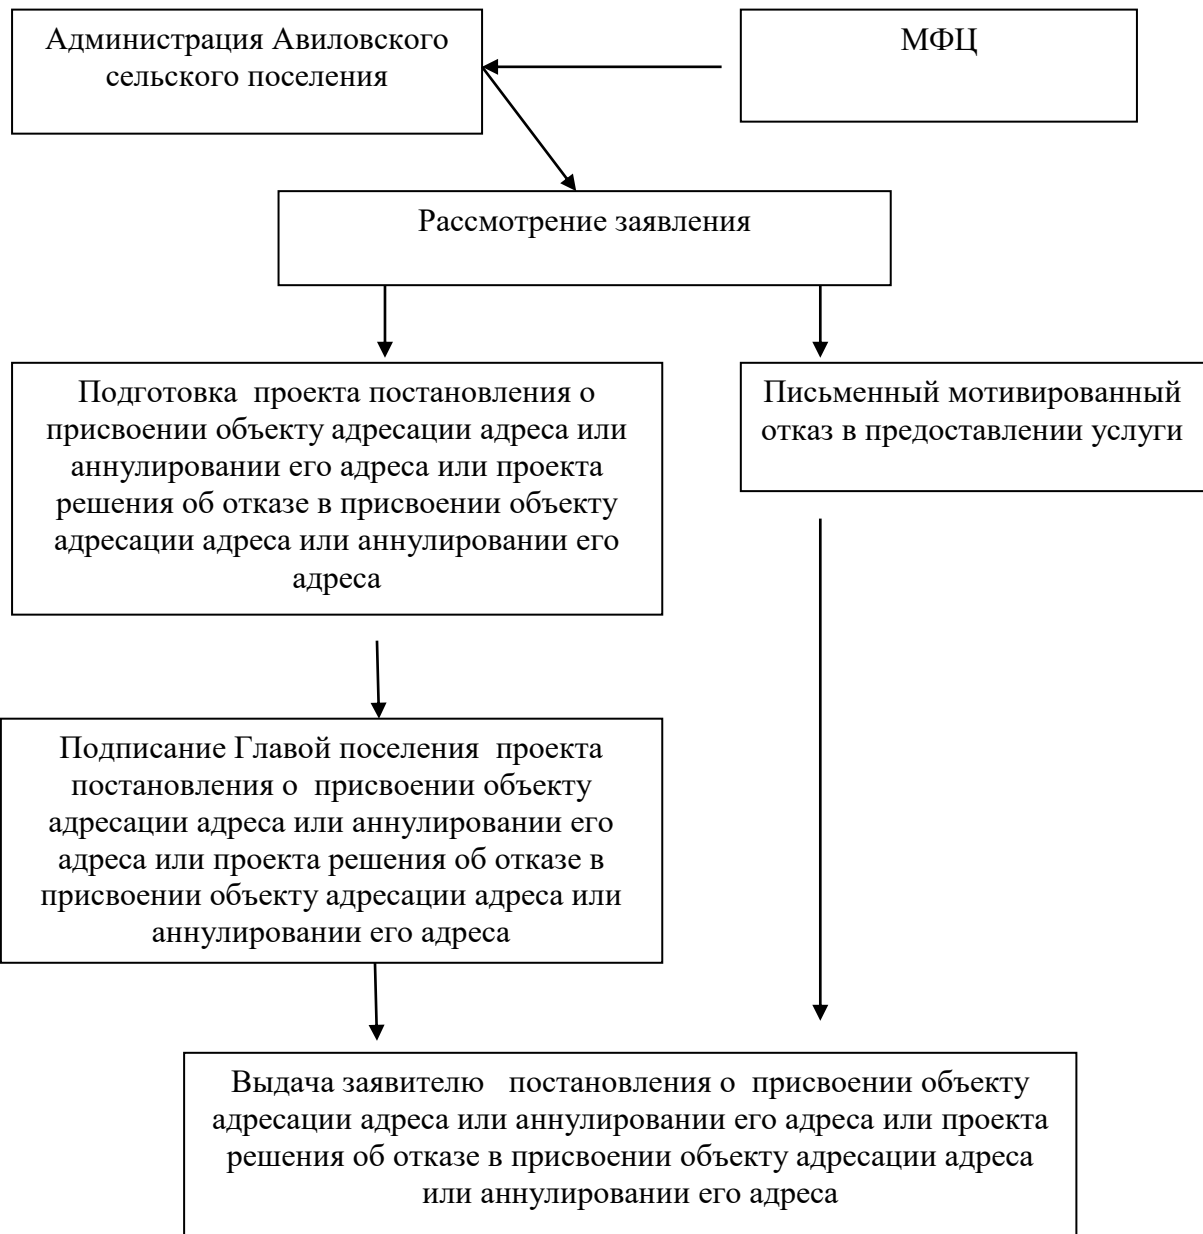 Администрация Авиловского
сельского поселения
МФЦ
Рассмотрение заявления
Подготовка проекта постановления о
присвоении объекту адресации адреса или
аннулировании его адреса или проекта
решения об отказе в присвоении объекту
адресации адреса или аннулировании его
адреса
Письменный мотивированный
отказ в предоставлении услуги
Подписание Главой поселения проекта
постановления о присвоении объекту
адресации адреса или аннулировании его
адреса или проекта решения об отказе в
присвоении объекту адресации адреса или
аннулировании его адреса
Выдача заявителю постановления о присвоении объекту
адресации адреса или аннулировании его адреса или проекта
решения об отказе в присвоении объекту адресации адреса
или аннулировании его адреса